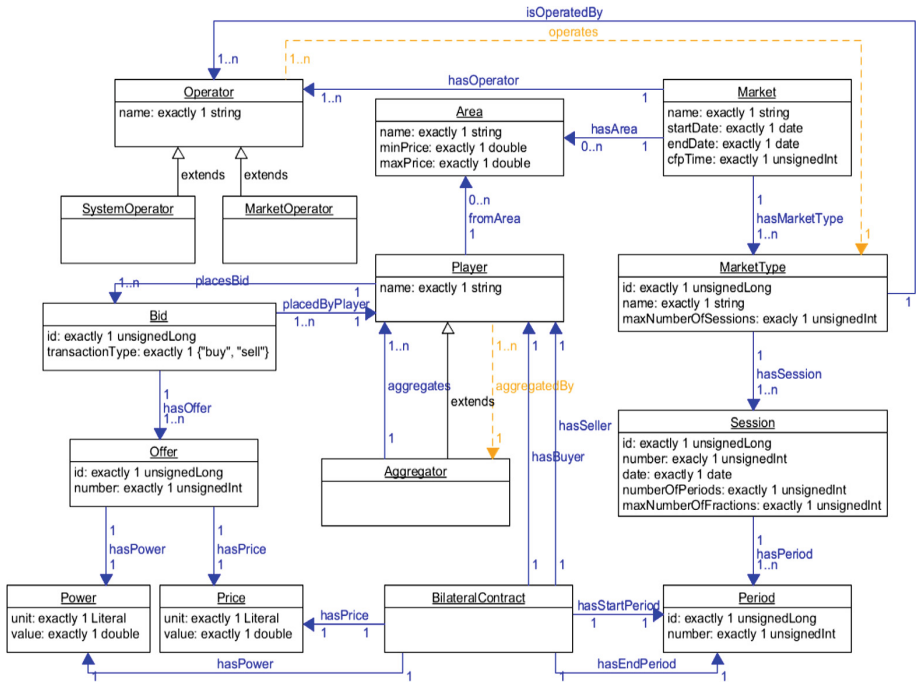 isOperatedBy
operates
1..n
1..n
Operator
name: exactly 1 string
hasOperator
1..n
1
Market
name: exactly 1 string
startDate: exactly 1 date
endDate: exactly 1 date
cfpTime: exactly 1 unsignedInt
Area
name: exactly 1 string
minPrice: exactly 1 double
maxPrice: exactly 1 double
hasArea
0..n
1
extends
extends
SystemOperator
MarketOperator
0..n
fromArea
1
1
hasMarketType
1..n
1
Player
name: exactly 1 string
MarketType
id: exactly 1 unsignedLong
name: exactly 1 string
maxNumberOfSessions: exacly 1 unsignedInt
1
placesBid
1..n
1
placedByPlayer
1..n
1
Bid
id: exactly 1 unsignedLong
transactionType: exactly 1 {"buy", "sell"}
1..n
1..n
1
1
aggregates
aggregatedBy
extends
1
1
1
hasSession
1..n
1
hasOffer
1..n
hasSeller
hasBuyer
Session
id: exactly 1 unsignedLong
number: exactly 1 unsignedInt
date: exactly 1 date
numberOfPeriods: exactly 1 unsignedInt
maxNumberOfFractions: exactly 1 unsignedInt
Offer
id: exactly 1 unsignedLong
number: exactly 1 unsignedInt
Aggregator
1
hasPower
1
1
hasPrice
1
1
1
1
hasPeriod
1..n
Power
unit: exactly 1 Literal
value: exactly 1 double
Price
unit: exactly 1 Literal
value: exactly 1 double
hasPrice
1
1
BilateralContract
hasStartPeriod
1
1
Period
id: exactly 1 unsignedLong
number: exactly 1 unsignedInt
hasPower
1
1
hasEndPeriod
1
1